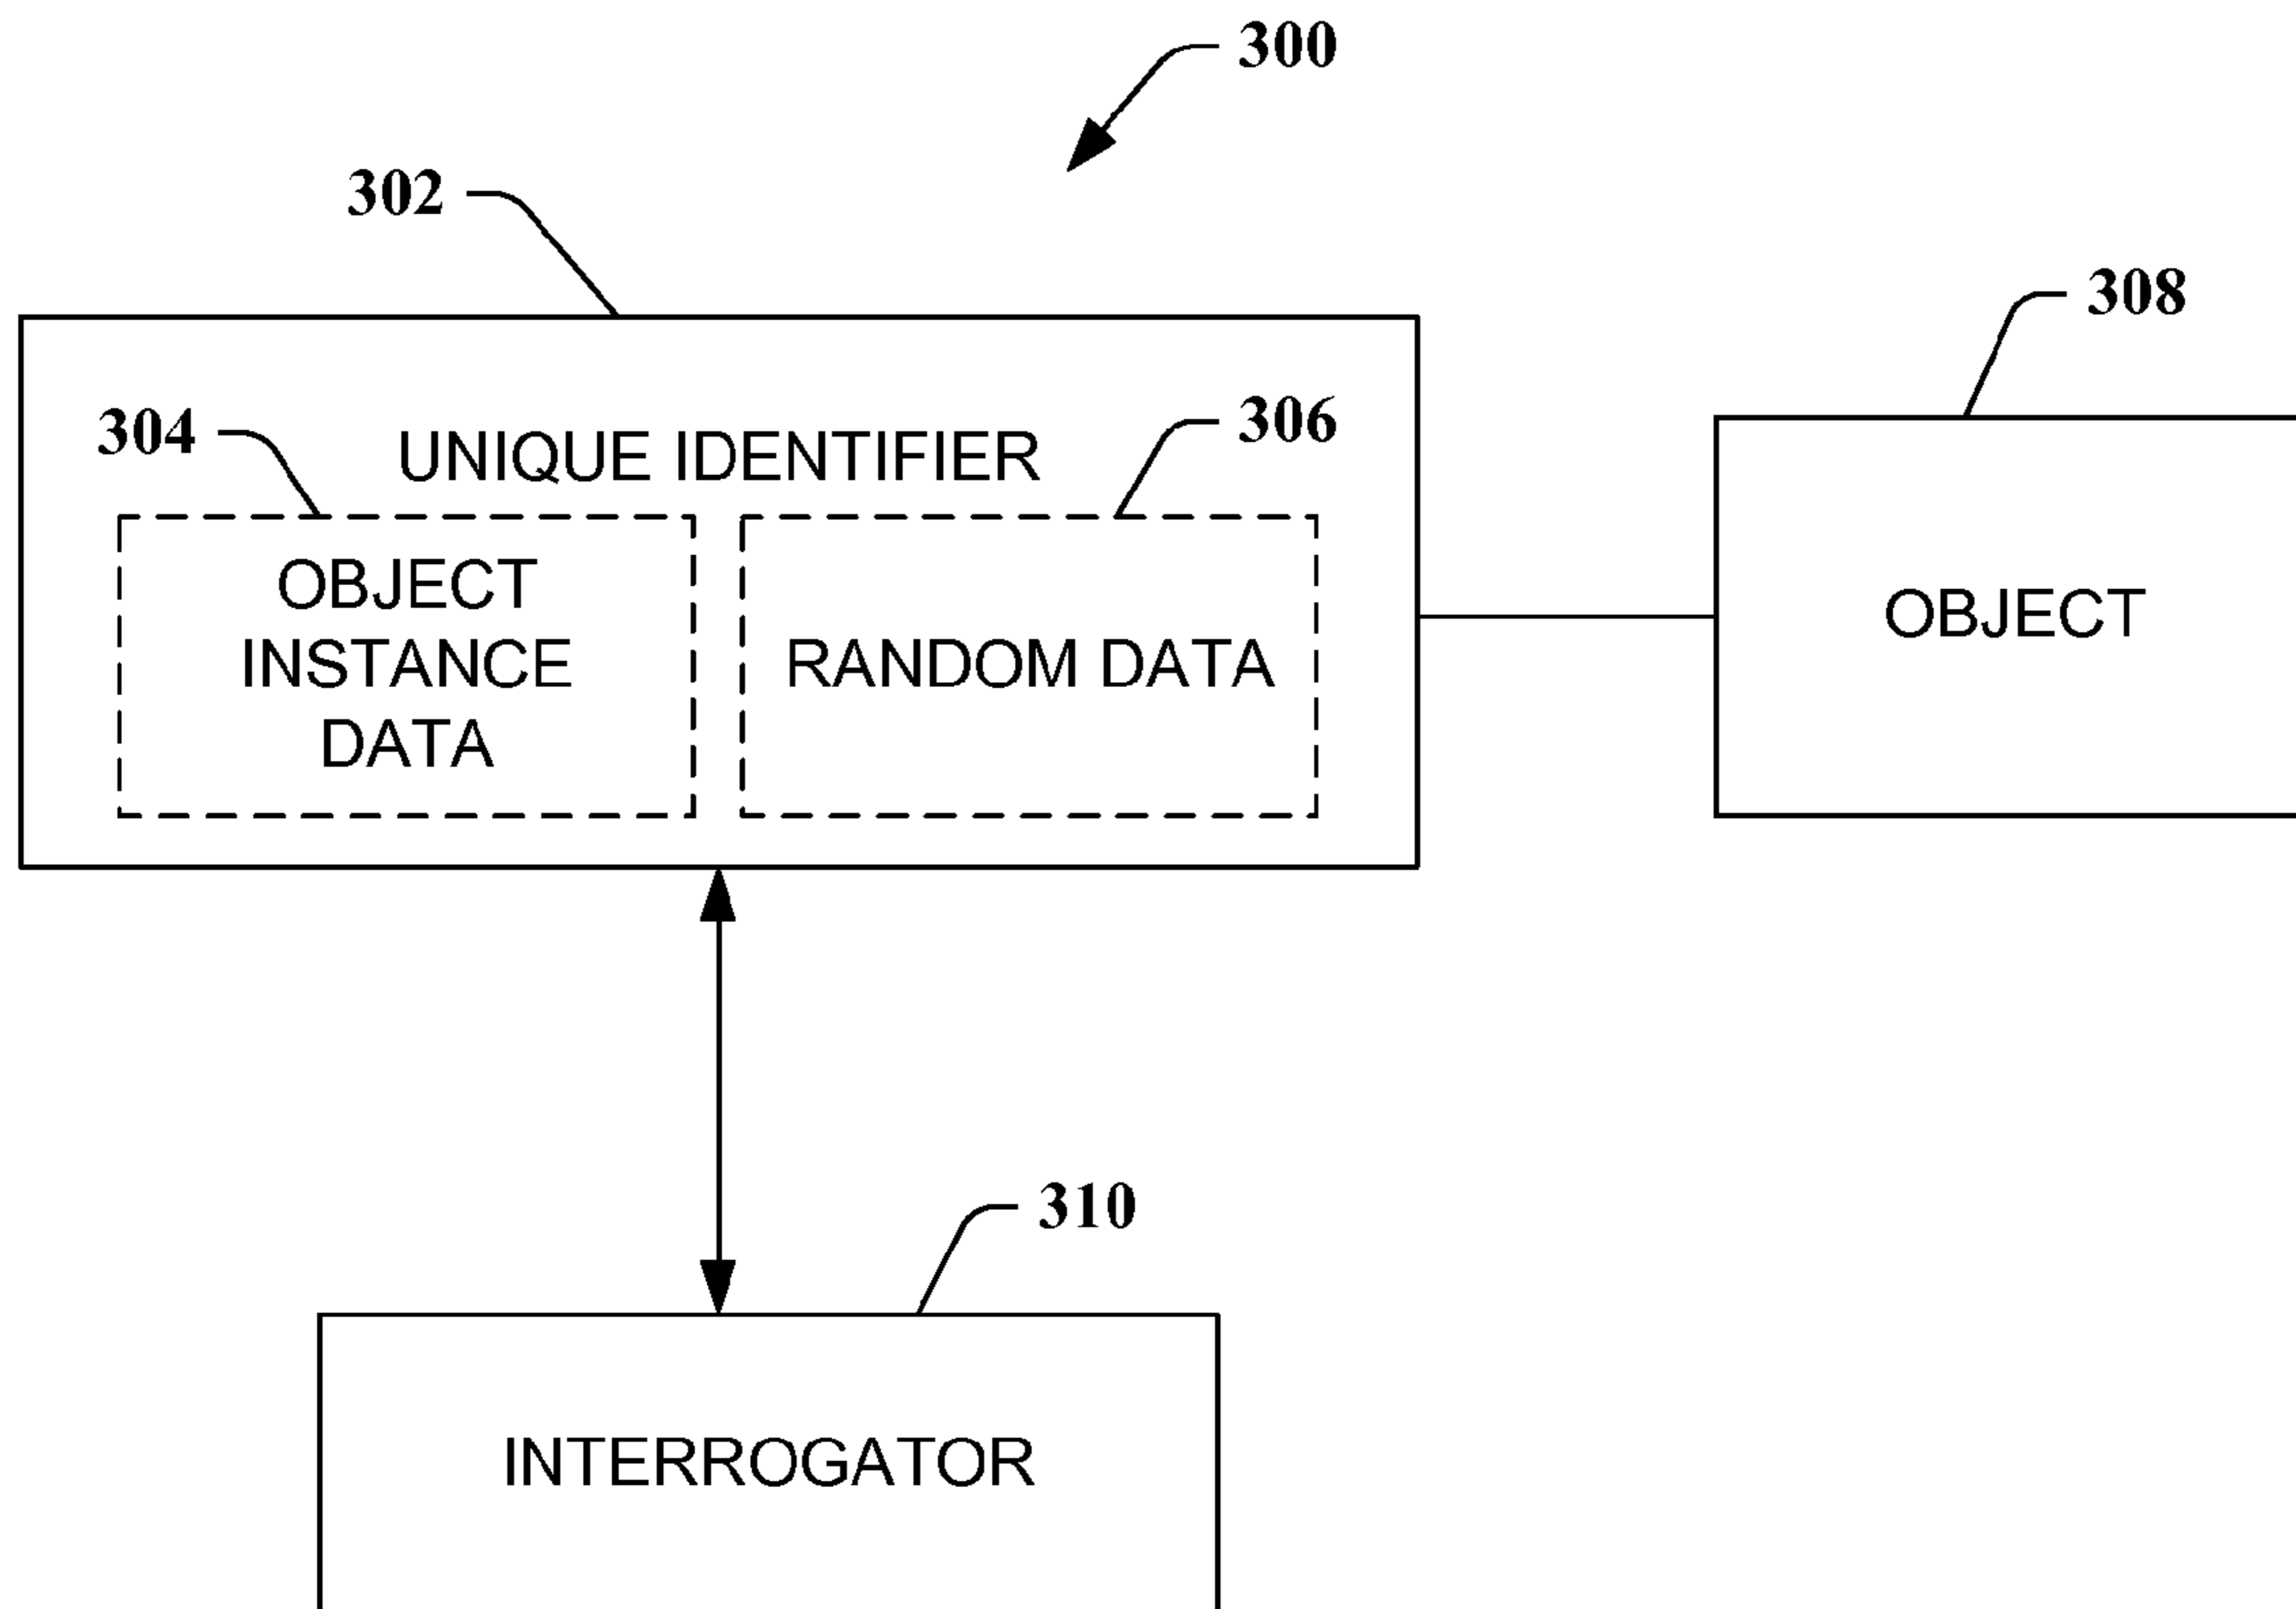 300
302
308
304
306
UNIQUE IDENTIFIER
OBJECT
INSTANCE
DATA
RANDOM DATA
OBJECT
310
INTERROGATOR